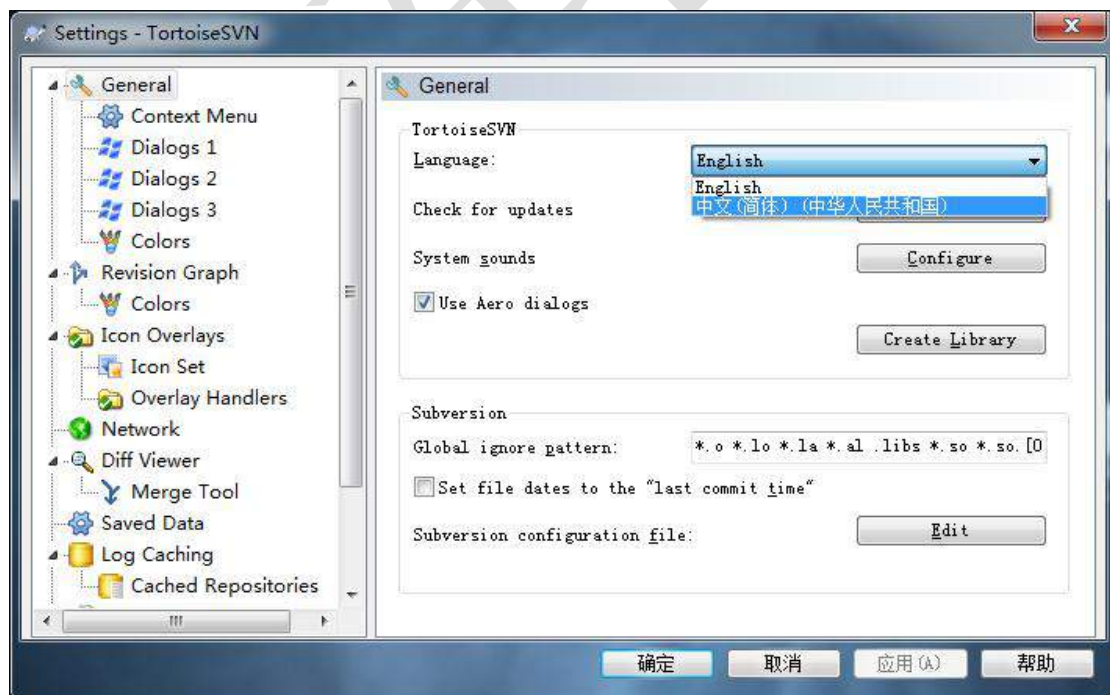 Settings - TortoiseSVN
General
Context Menu
Dialogs 1
Dialogs 2
Dialogs 3
Colors
Revision Graph
Colors
Icon Overlays
Icon Set
Overlay Handlers
Network
Diff Viewer
Merge Tool
Saved Data
Log Caching
Cached Repositories
General
TortoiseSVN
Language:
English
English
中文(简体) (中华人民共和国)
Check for updates
System sounds
Configure
Use Aero dialogs
Create Library
Subversion
Global ignore pattern:
*.o *.lo *.la *.al .libs *.so *.so.[0
Set file dates to the "last commit time"
Subversion configuration file:
Edit
确定
取消
应用(A)
帮助